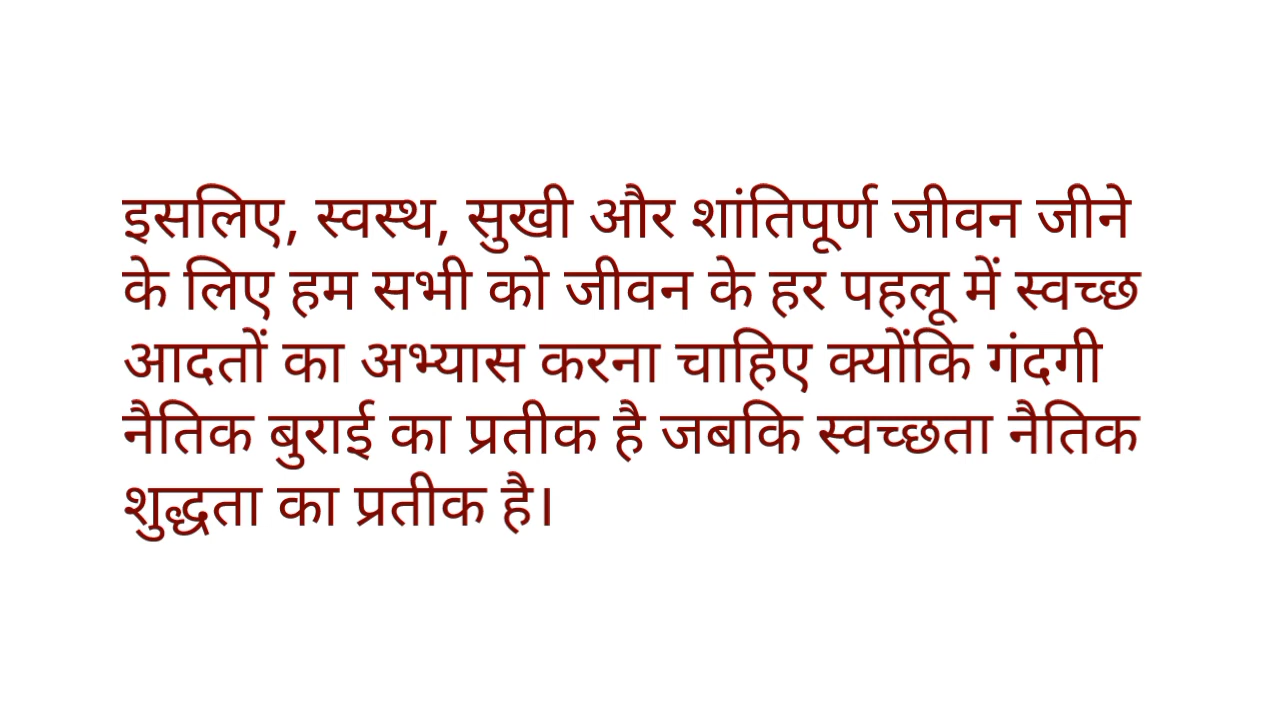 इसलिए, स्वस्थ, सुखी और शांतिपूर्ण जीवन जीने
के लिए हम सभी को जीवन के हर पहलू में स्वच्छ
आदतों का अभ्यास करना चाहिए क्योंकि गंदगी
नैतिक बुराई का प्रतीक है जबकि स्वच्छता नैतिक
शुद्धता का प्रतीक है।